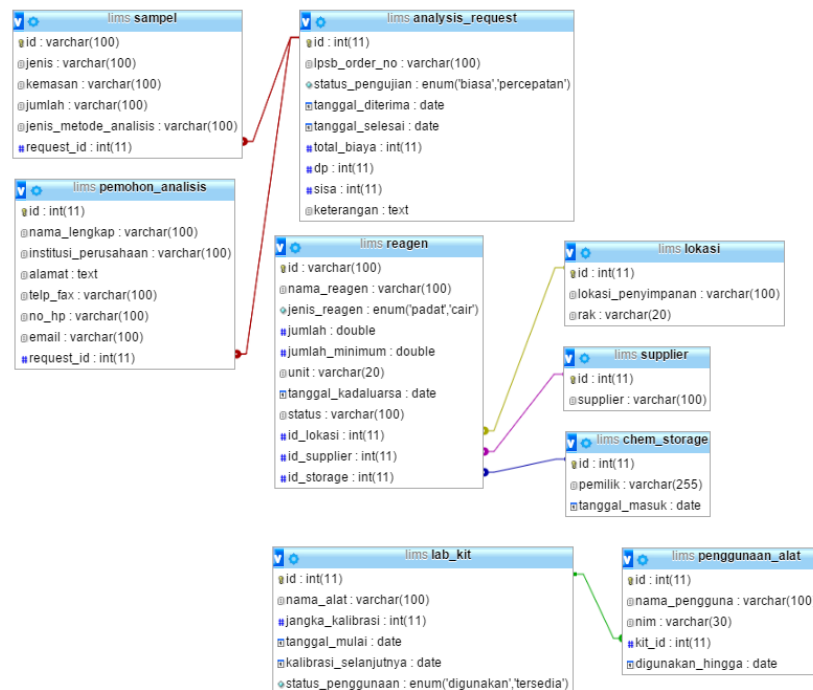 lims sampel
id : varchar(100)
jenis : varchar(100)
kemasan : varchar(100)
jumlah : varchar(100)
jenis_metode_analisis : varchar(100)
request_id : int(11)
lims analysis_request
id : int(11)
lpsb_order_no : varchar(100)
status_pengujian : enum('biasa','percepatan')
tanggal_diterima : date
tanggal_selesai : date
total_biaya : int(11)
dp : int(11)
sisa : int(11)
keterangan : text
lims pemohon_analisis
id : int(11)
nama_lengkap : varchar(100)
institusi_perusahaan : varchar(100)
alamat : text
telp_fax : varchar(100)
no_hp : varchar(100)
email : varchar(100)
request_id : int(11)
lims reagen
id : varchar(100)
nama_reagen : varchar(100)
jenis_reagen : enum('padat','cair')
jumlah : double
jumlah_minimum : double
unit : varchar(20)
tanggal_kadaluarsa : date
status : varchar(100)
id_lokasi : int(11)
id_supplier : int(11)
id_storage : int(11)
lims lokasi
id : int(11)
lokasi_penyimpanan : varchar(100)
rak : varchar(20)
lims supplier
id : int(11)
supplier : varchar(100)
lims chem_storage
id : int(11)
pemilik : varchar(255)
tanggal_masuk : date
lims lab_kit
id : int(11)
nama_alat : varchar(100)
jangka_kalibrasi : int(11)
tanggal_mulai : date
kalibrasi_selanjutnya : date
status_penggunaan : enum('digunakan','tersedia')
lims penggunaan_alat
id : int(11)
nama_pengguna : varchar(100
nim : varchar(30)
kit_id : int(11)
digunakan_hingga : date